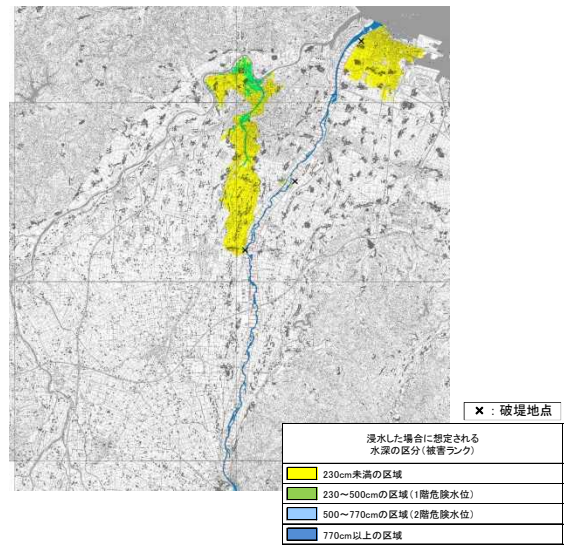 × : 破堤地点
浸水した場合に想定される
水深の区分(被害ランク)
230cm未満の区域
230～500cmの区域(1階危険水位)
500～770cmの区域(2階危険水位)
770cm以上の区域